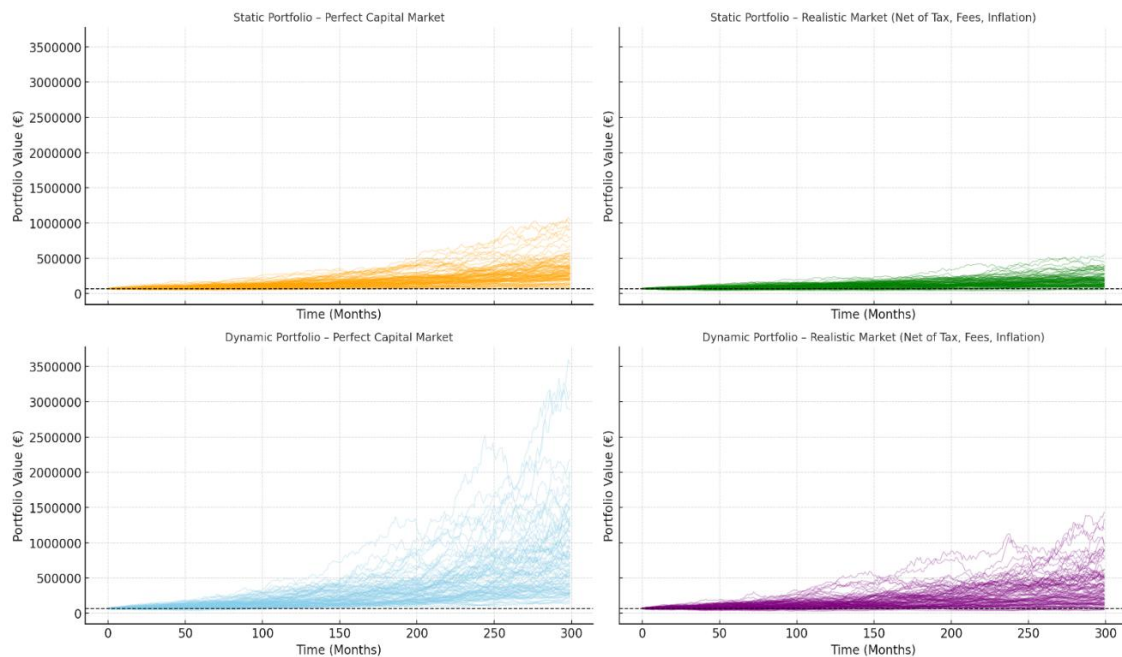 Static Portfolio – Perfect Capital Market
Static Portfolio – Realistic Market (Net of Tax, Fees, Inflation)
3500000
3000000
2500000
2000000
1500000
1000000
500000
0
Portfolio Value (€)
Portfolio Value (€)
Time (Months)
Time (Months)
Dynamic Portfolio – Perfect Capital Market
Dynamic Portfolio – Realistic Market (Net of Tax, Fees, Inflation)
3500000
3000000
2500000
2000000
1500000
1000000
500000
0
Portfolio Value (€)
Portfolio Value (€)
0 50 100 150 200 250 300
0 50 100 150 200 250 300
Time (Months)
Time (Months)